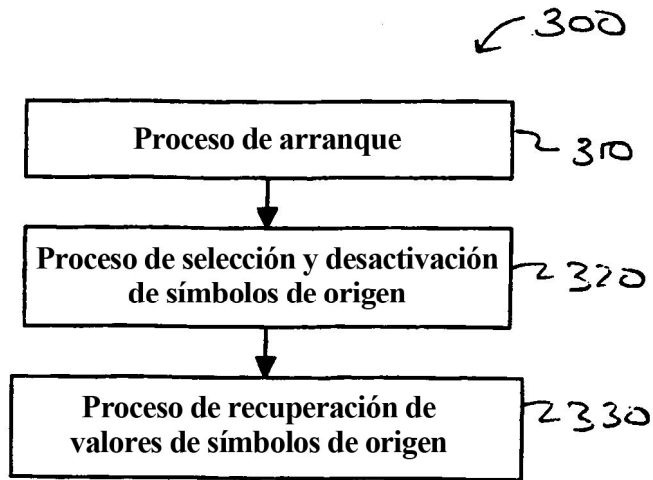 300
Proceso de arranque
310
Proceso de selección y desactivación
de símbolos de origen
320
Proceso de recuperación de
valores de símbolos de origen
330